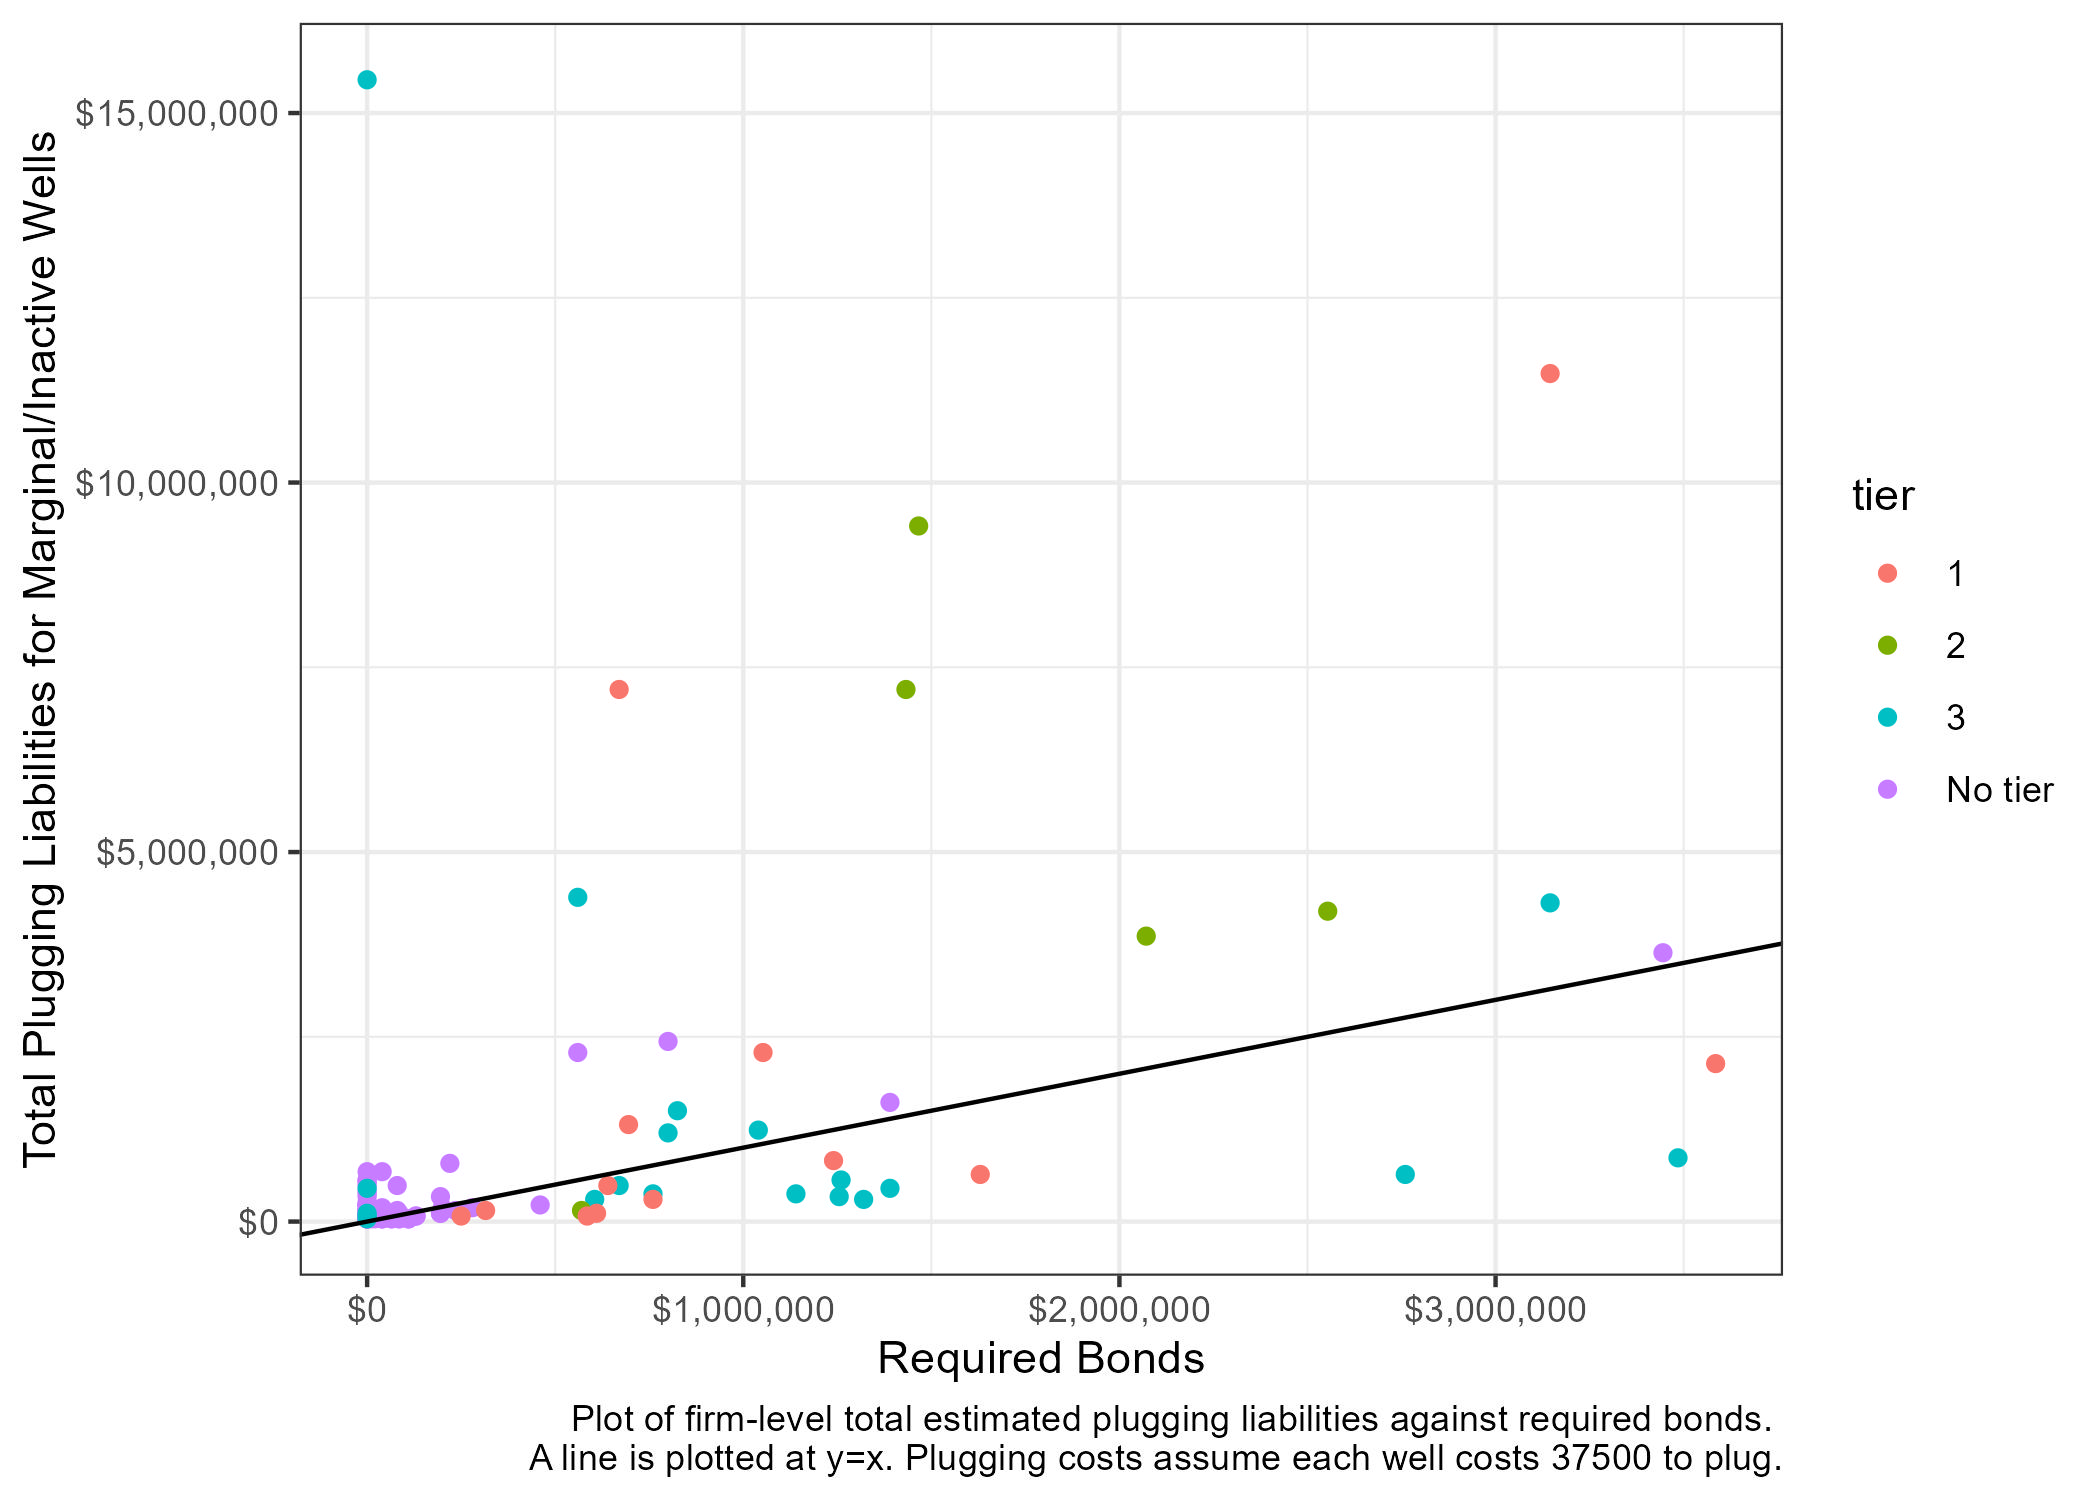 Total Plugging Liabilities for Marginal/Inactive Wells
$15,000,000
$10,000,000
$5,000,000
$0
$0
$1,000,000
$2,000,000
$3,000,000
Required Bonds
tier
1
2
3
No tier
Plot of firm-level total estimated plugging liabilities against required bonds.
A line is plotted at y=x. Plugging costs assume each well costs 37500 to plug.